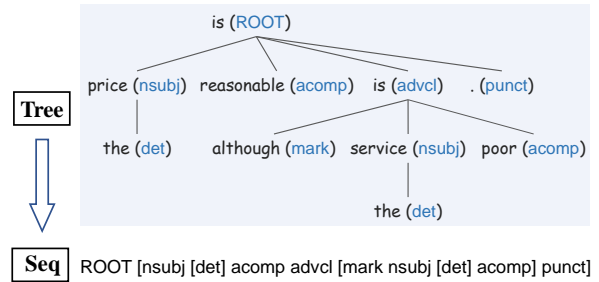 is (ROOT)
price (nsubj) reasonable (acomp) is (advcl) . (punct)
Tree
the (det) although (mark) service (nsubj) poor (acomp)
the (det)
Seq ROOT [nsubj [det] acomp advcl [mark nsubj [det] acomp] punct]